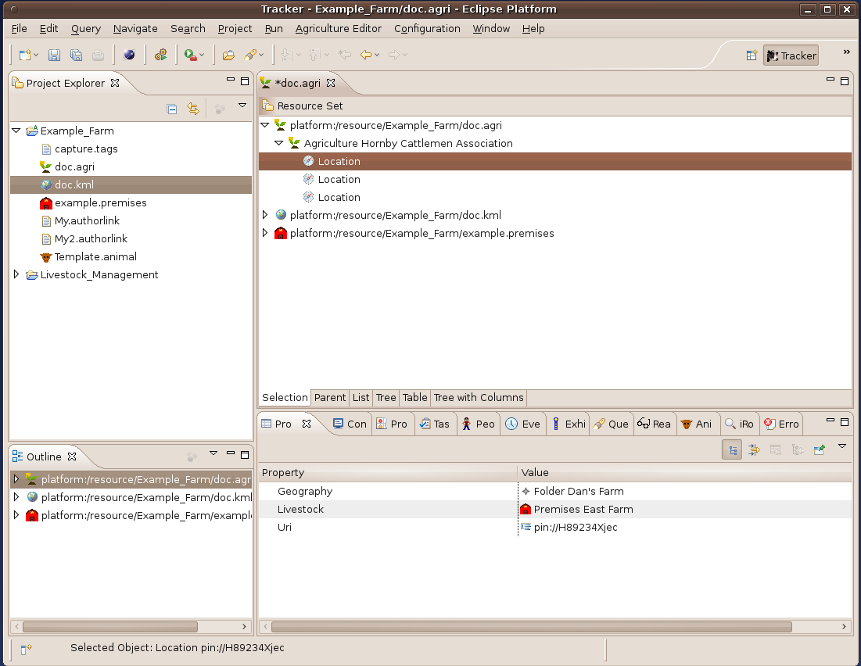 Tracker - Example_Farm/doc.agri - Eclipse Platform
File Edit Query Navigate Search Project Run Agriculture Editor Configuration Window Help
Tracker »
Project Explorer
Example_Farm
capture.tags
doc.agri
doc.kml
example.premises
My.authorlink
My2.authorlink
Template.animal
Livestock_Management
*doc.agri
Resource Set
platform:/resource/Example_Farm/doc.agri
Agriculture Hornby Cattlemen Association
Location
Location
Location
platform:/resource/Example_Farm/doc.kml
platform:/resource/Example_Farm/example.premises
Selection Parent List Tree Table Tree with Columns
Outline
platform:/resource/Example_Farm/doc.agr
platform:/resource/Example_Farm/doc.kml
platform:/resource/Example_Farm/exampl
Pro Con Pro Tas Peo Eve Exhi Que Rea Ani iRo Erro
Property Value
Geography Folder Dan's Farm
Livestock Premises East Farm
Uri pin://H89234Xjec
Selected Object: Location pin://H89234Xjec